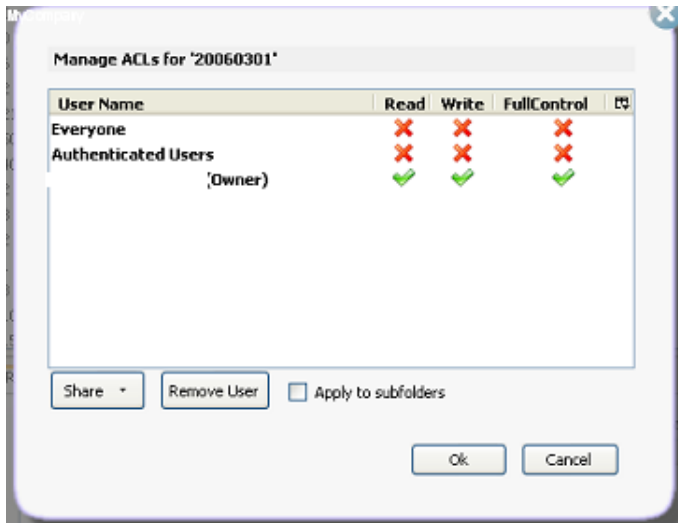 MyCompany
Manage ACLs for '20060301'
User Name Read Write FullControl
Everyone
Authenticated Users
(Owner)
Share Remove User Apply to subfolders
Ok Cancel